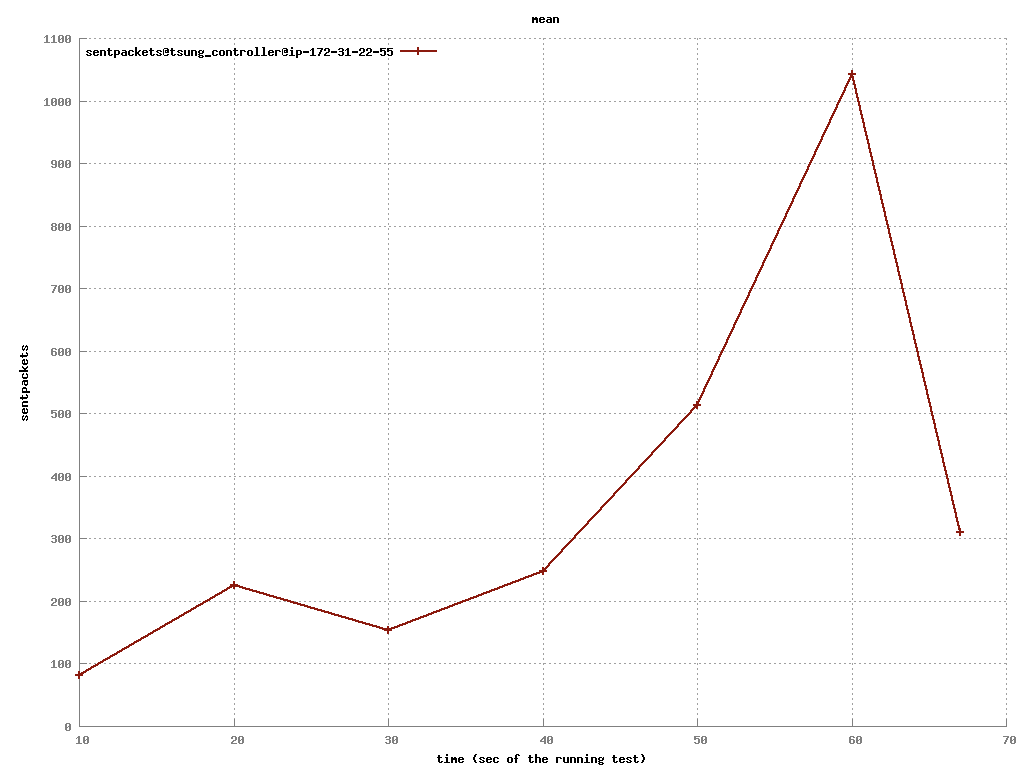 mean
1100
sentpackets@tsung_controller@ip-172-31-22-55
1000
900
800
700
600
500
400
300
200
100
0
sentpackets
10 20 30 40 50 60 70
time (sec of the running test)